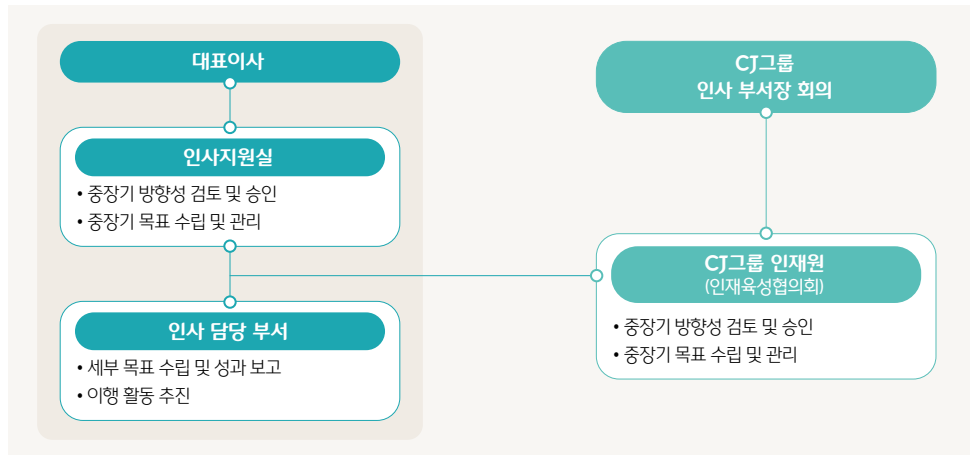 대표이사
인사지원실
• 중장기 방향성 검토 및 승인
• 중장기 목표 수립 및 관리
인사 담당 부서
• 세부 목표 수립 및 성과 보고
• 이행 활동 추진
CJ그룹
인사 부서장 회의
CJ그룹 인재원
(인재육성협의회)
• 중장기 방향성 검토 및 승인
• 중장기 목표 수립 및 관리